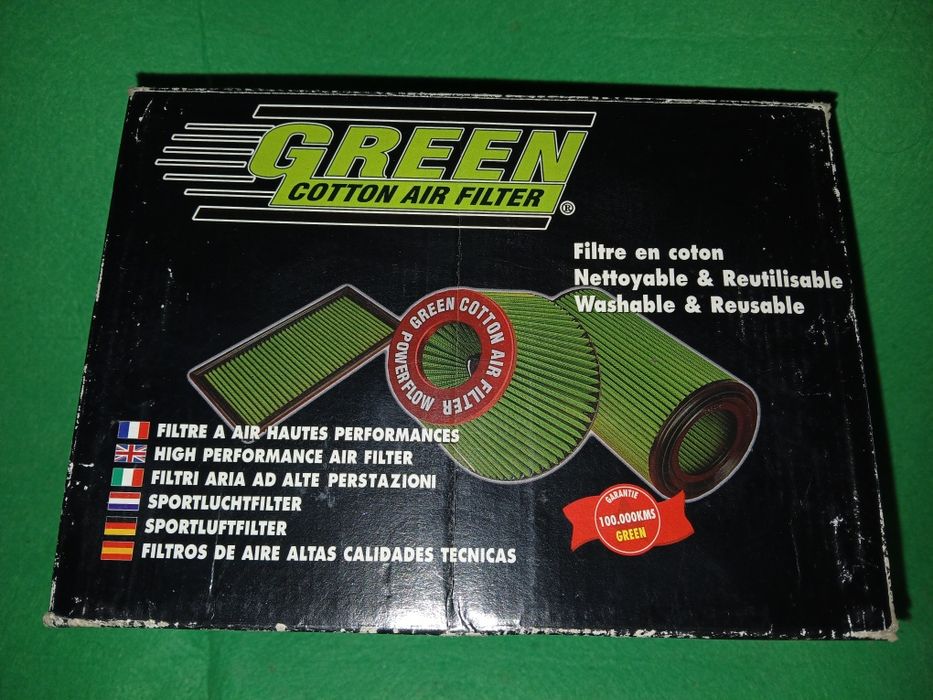 GREEN
COTTON AIR FILTER ®
Filtre en coton
Nettoyable & Reutilisable
Washable & Reusable
GREEN COTTON AIR FILTER
POWER FLOW
FILTRE A AIR HAUTES PERFORMANCES
HIGH PERFORMANCE AIR FILTER
FILTRI ARIA AD ALTE PERSTAZIONI
SPORTLUCHTFILTER
SPORTLUFTFILTER
FILTROS DE AIRE ALTAS CALIDADES TECNICAS
GARANTIE
100.000KMS
GREEN